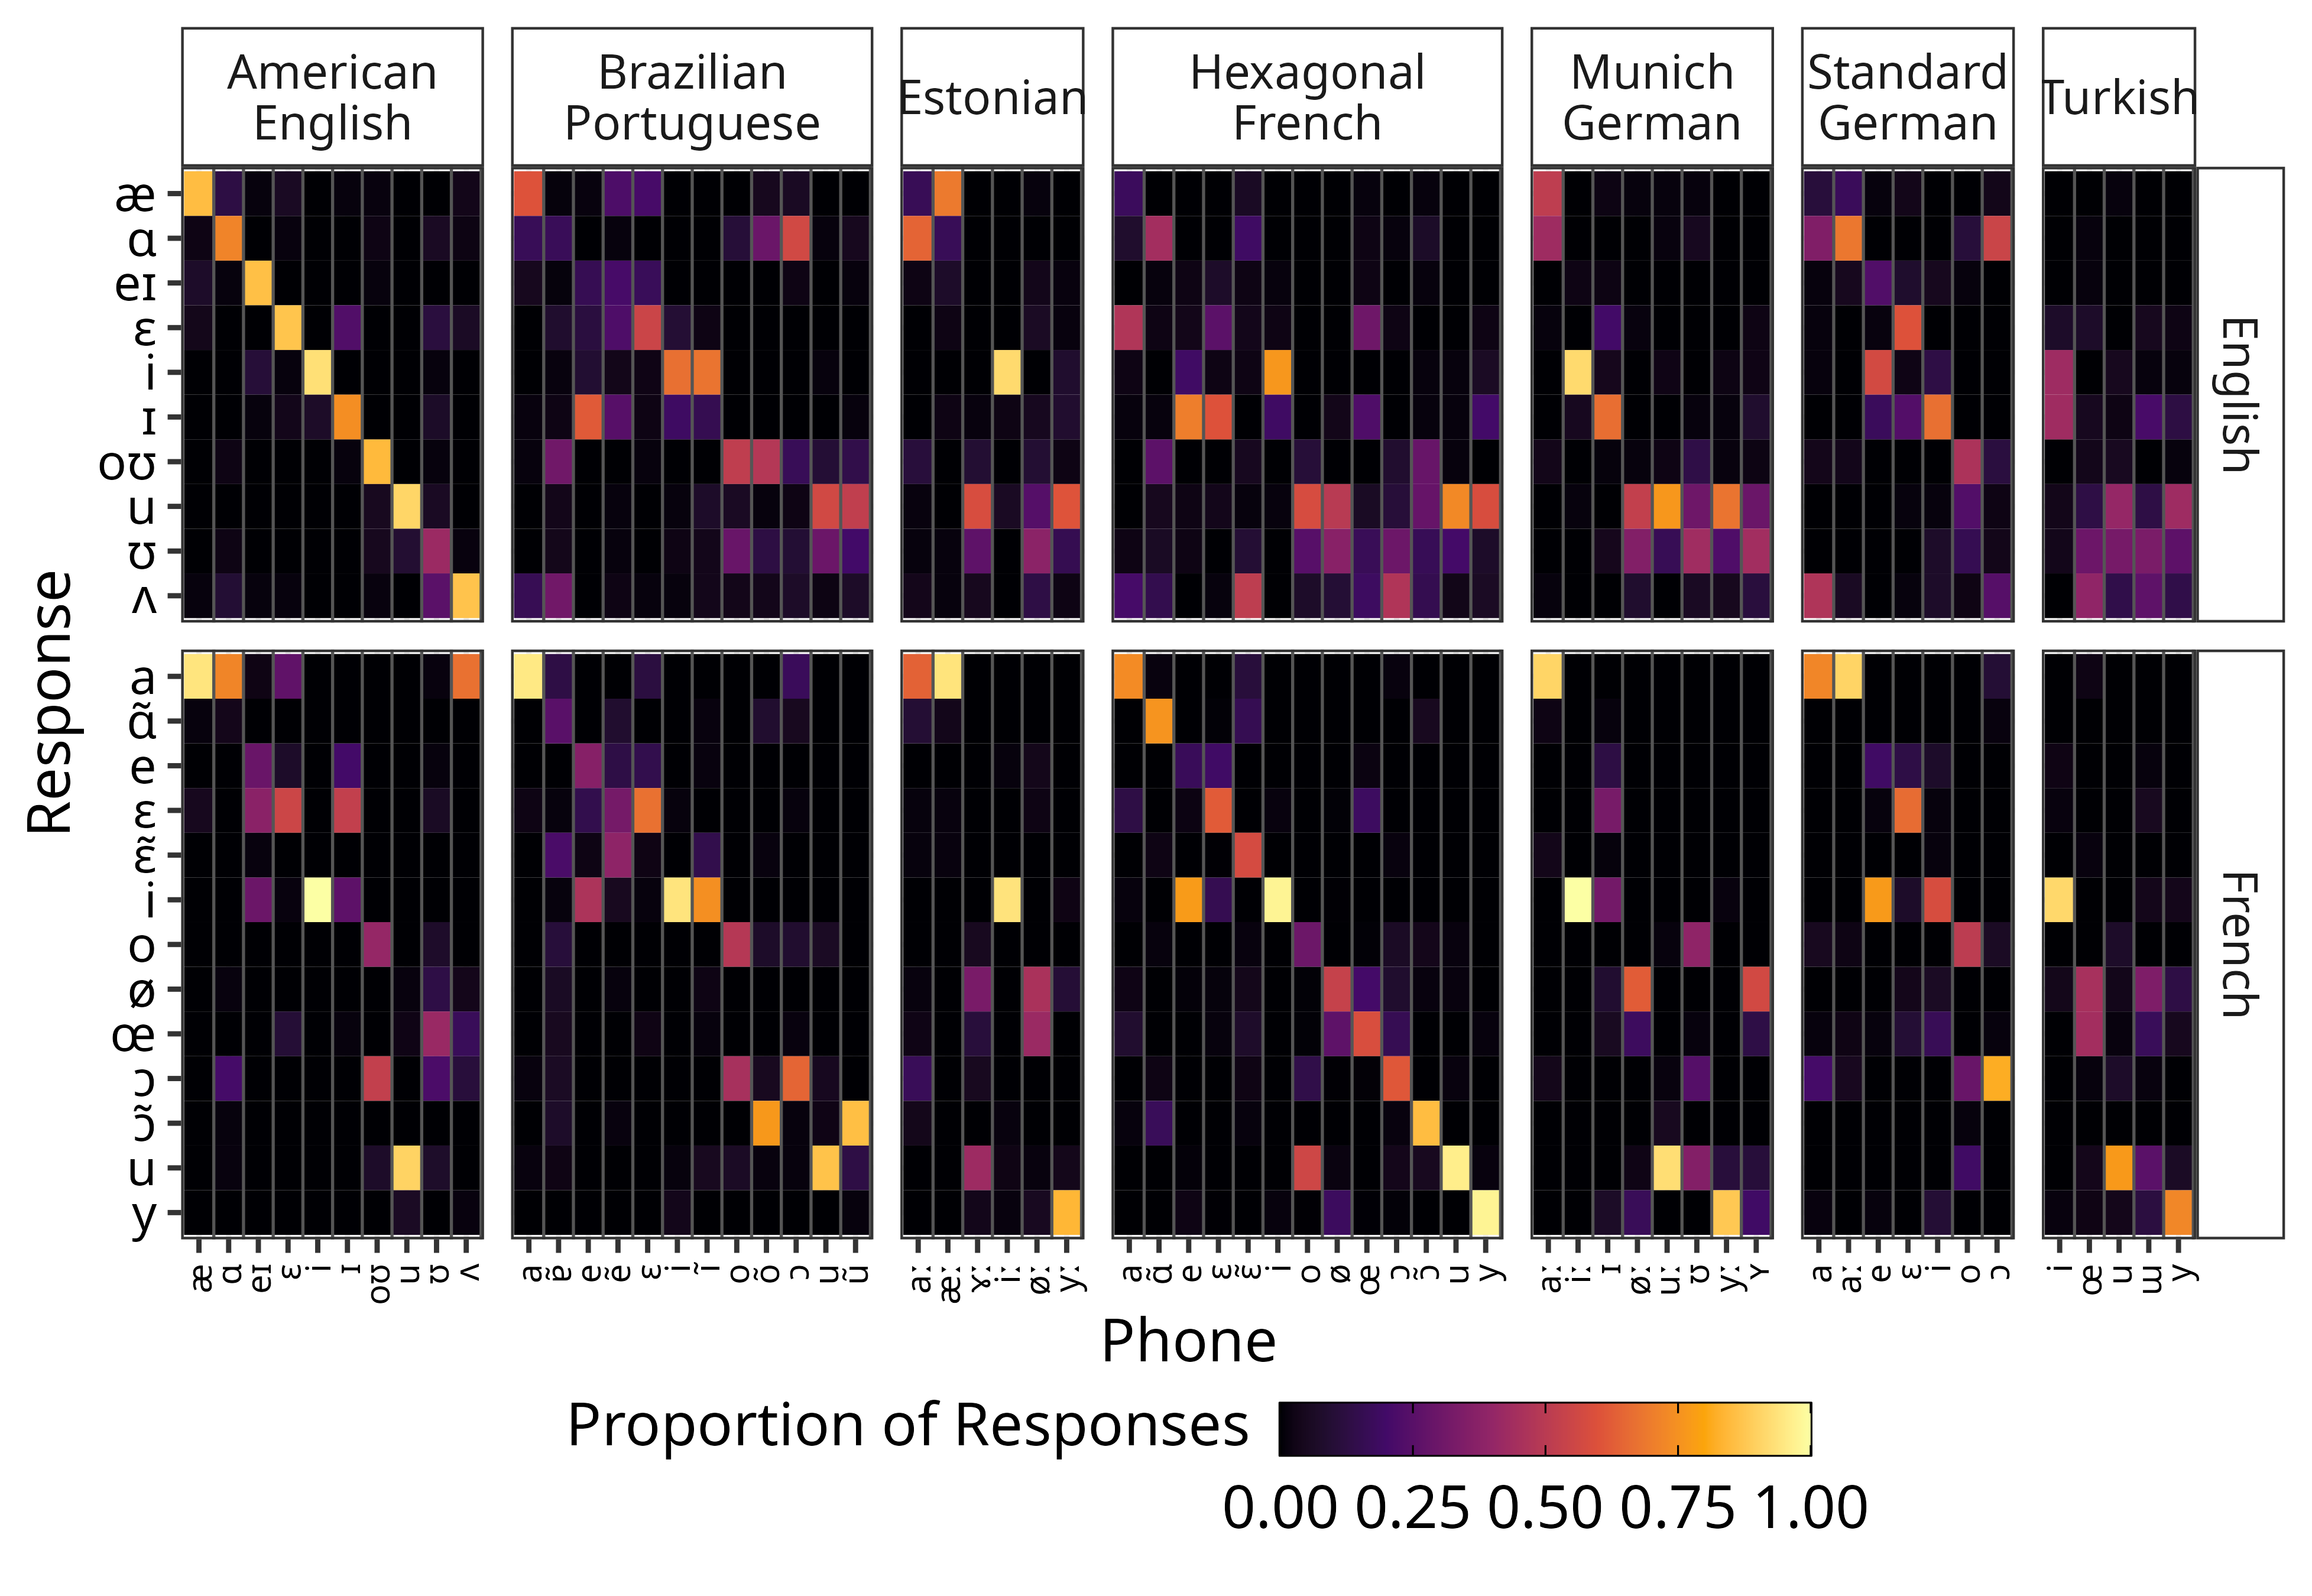 American
English
Brazilian
Portuguese
Estonian
Hexagonal
French
Munich
German
Standard
German
Turkish
Response
æ
ɑ
eɪ
ɛ
i
ɪ
oʊ
u
ʊ
ʌ
English
a
ɑ̃
e
ɛ
ɛ̃
i
o
ø
œ
ɔ
ɔ̃
u
y
French
æ ɑ eɪ ɛ i ɪ oʊ u ʊ ʌ
a ɐ̃ e ẽ ɛ i ĩ o õ ɔ u ũ
aː æː ɤː iː øː yː
a ɑ̃ e ɛ ɛ̃ i o ø œ ɔ ɔ̃ u y
aː iː ɪ øː uː ʊ yː ʏ
a aː e ɛ i o ɔ
i œ u ɯ y
Phone
Proportion of Responses
0.00 0.25 0.50 0.75 1.00